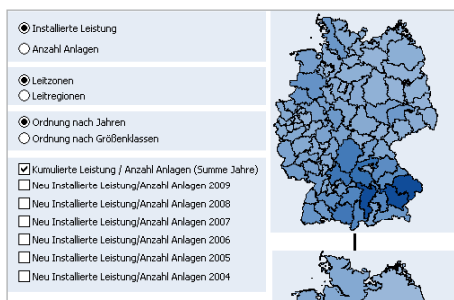 Installierte Leistung
Anzahl Anlagen
Leitzonen
Leitregionen
Ordnung nach Jahren
Ordnung nach Größenklassen
Kumulierte Leistung / Anzahl Anlagen (Summe Jahre)
Neu Installierte Leistung/Anzahl Anlagen 2009
Neu Installierte Leistung/Anzahl Anlagen 2008
Neu Installierte Leistung/Anzahl Anlagen 2007
Neu Installierte Leistung/Anzahl Anlagen 2006
Neu Installierte Leistung/Anzahl Anlagen 2005
Neu Installierte Leistung/Anzahl Anlagen 2004